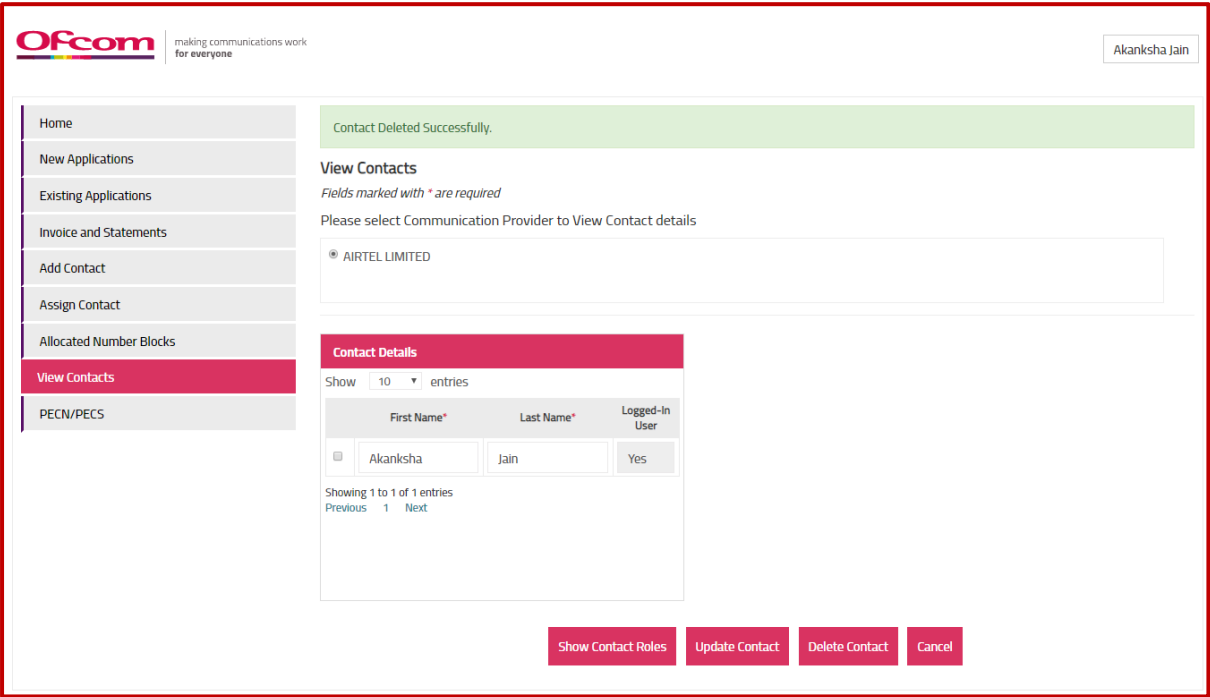 Ofcom
making communications work
for everyone
Akanksha Jain
Home
New Applications
Existing Applications
Invoice and Statements
Add Contact
Assign Contact
Allocated Number Blocks
View Contacts
PECN/PECS
Contact Deleted Successfully.
View Contacts
Fields marked with * are required
Please select Communication Provider to View Contact details
AIRTEL LIMITED
Contact Details
Show 10 entries
First Name* Last Name* Logged-In User
Akanksha Jain Yes
Showing 1 to 1 of 1 entries
Previous 1 Next
Show Contact Roles Update Contact Delete Contact Cancel